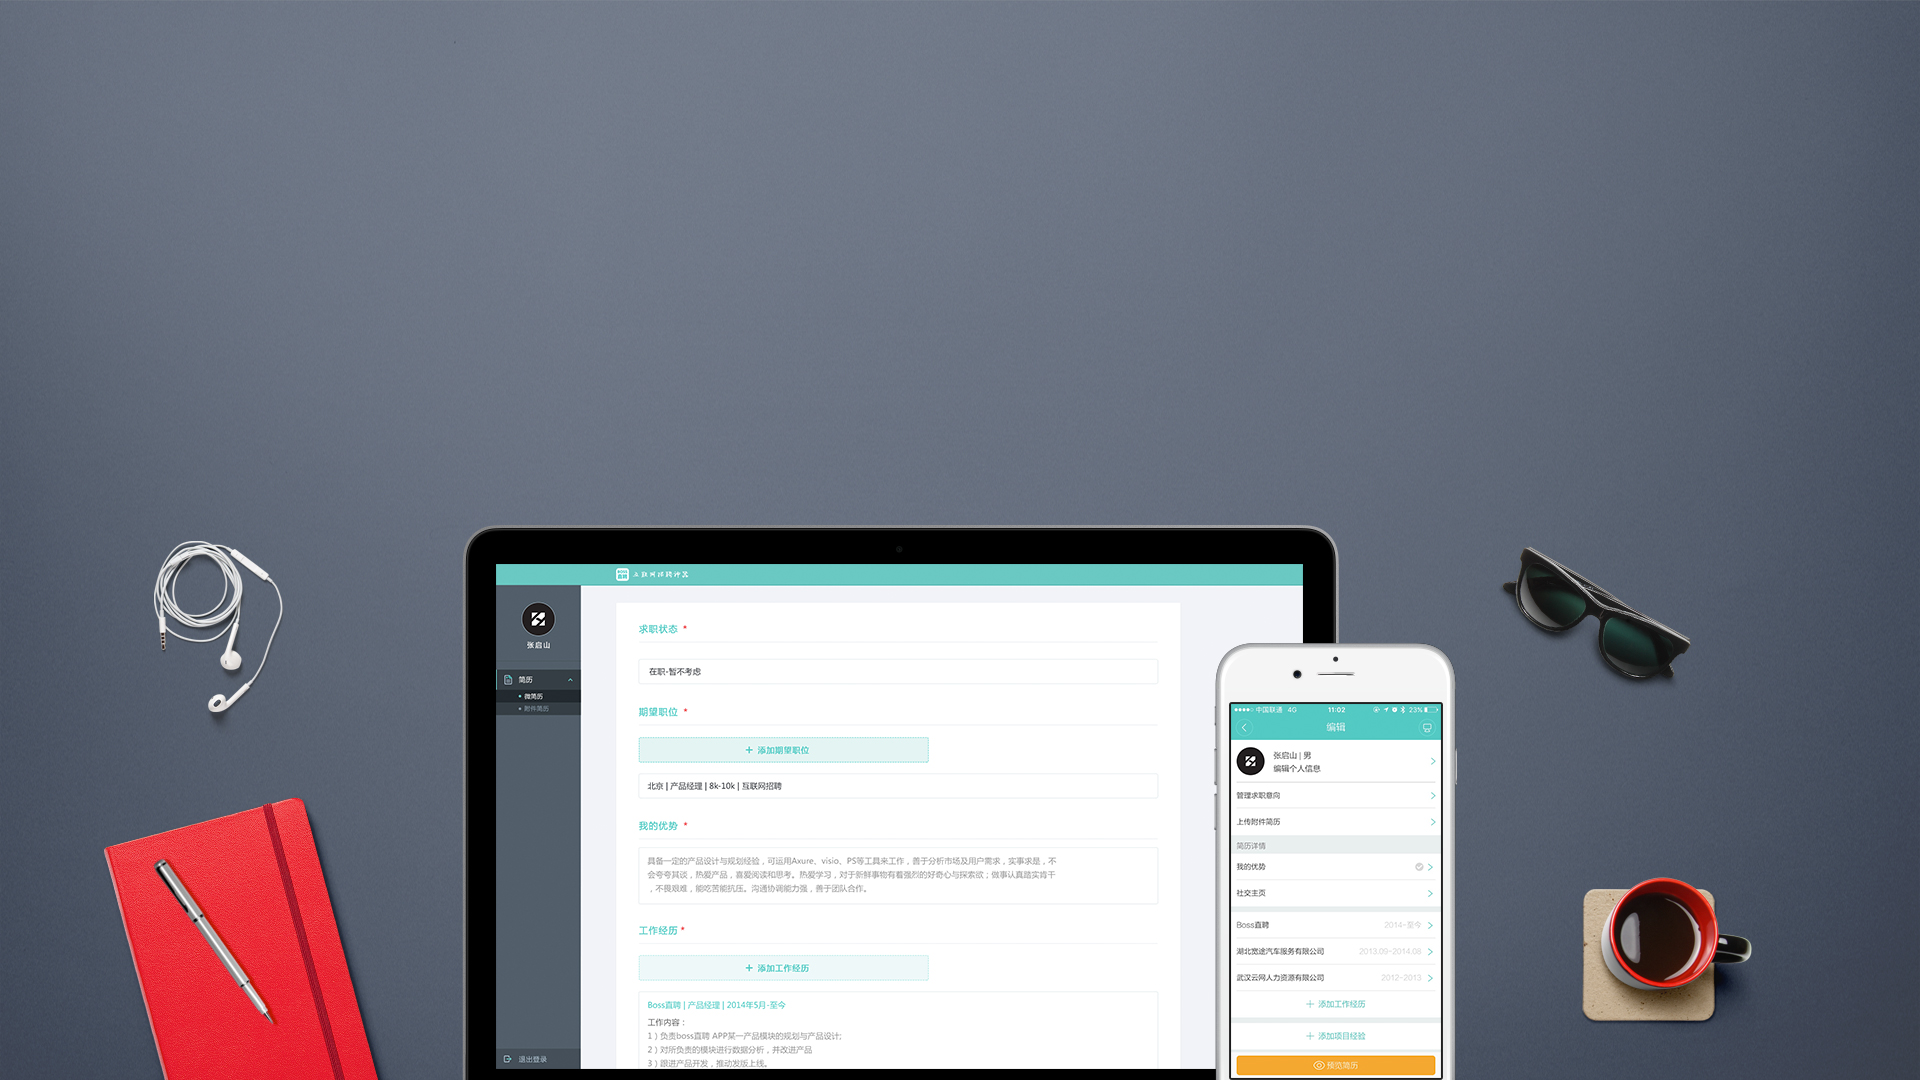 互联网招聘神器
张启山
简历
微简历
附件简历
退出登录
求职状态 *
在职-暂不考虑
期望职位 *
+ 添加期望职位
北京 | 产品经理 | 8k-10k | 互联网招聘
我的优势 *
具备一定的产品设计与规划经验，可运用Axure、visio、PS等工具来工作，善于分析市场及用户需求，实事求是，不
会夸夸其谈，热爱产品，喜爱阅读和思考。热爱学习，对于新鲜事物有着强烈的好奇心与探索欲；做事认真踏实肯干
，不畏艰难，能吃苦能抗压。沟通协调能力强，善于团队合作。
工作经历 *
+ 添加工作经历
Boss直聘 | 产品经理 | 2014年5月-至今
工作内容：
1）负责boss直聘 APP某一产品模块的规划与产品设计;
2）对所负责的模块进行数据分析，并改进产品
3）跟进产品开发，推动发版上线。
中国联通 4G 11:02 23%
编辑
张启山 | 男
编辑个人信息
管理求职意向
上传附件简历
简历详情
我的优势
社交主页
Boss直聘 2014-至今
湖北宽途汽车服务有限公司 2013.09-2014.08
武汉云网人力资源有限公司 2012-2013
+ 添加工作经历
+ 添加项目经验
预览简历